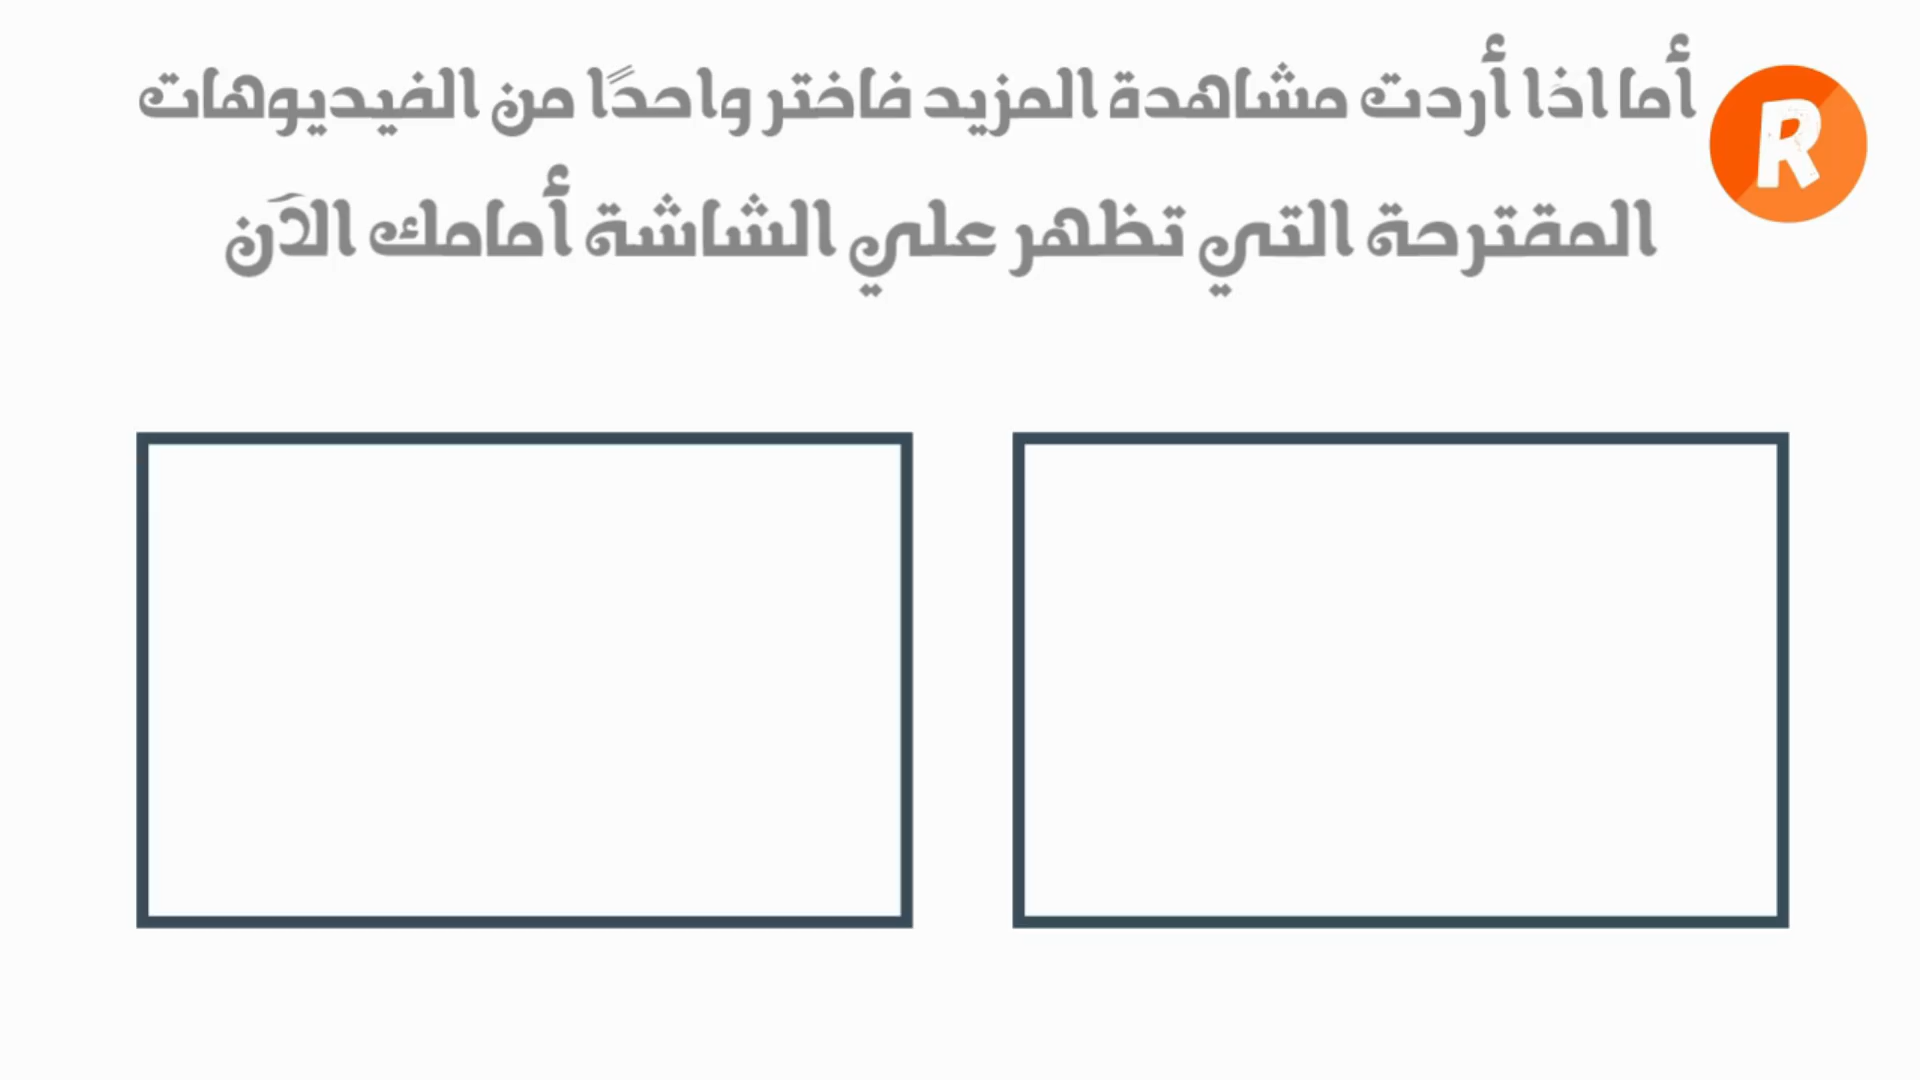 أما اذا أردت مشاهدة المزيد فاختر واحدًا من الفيديوهات
المقترحة التي تظهر علي الشاشة أمامك الآن
R